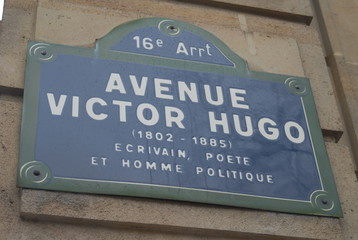 16e Arrt
AVENUE
VICTOR HUGO
(1802 - 1885)
ECRIVAIN, POETE
ET HOMME POLITIQUE